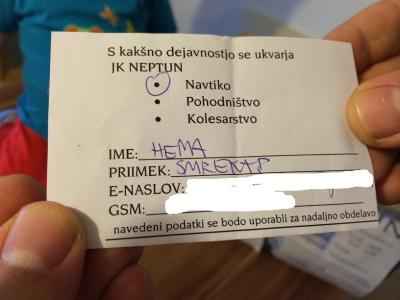 S kakšno dejavnostjo se ukvarja
JK NEPTUN
• Navtiko
• Pohodništvo
• Kolesarstvo
IME: HEMA
PRIIMEK: SMREKAR
E-NASLOV:
GSM:
navedeni podatki se bodo uporabli za nadaljno obdelavo